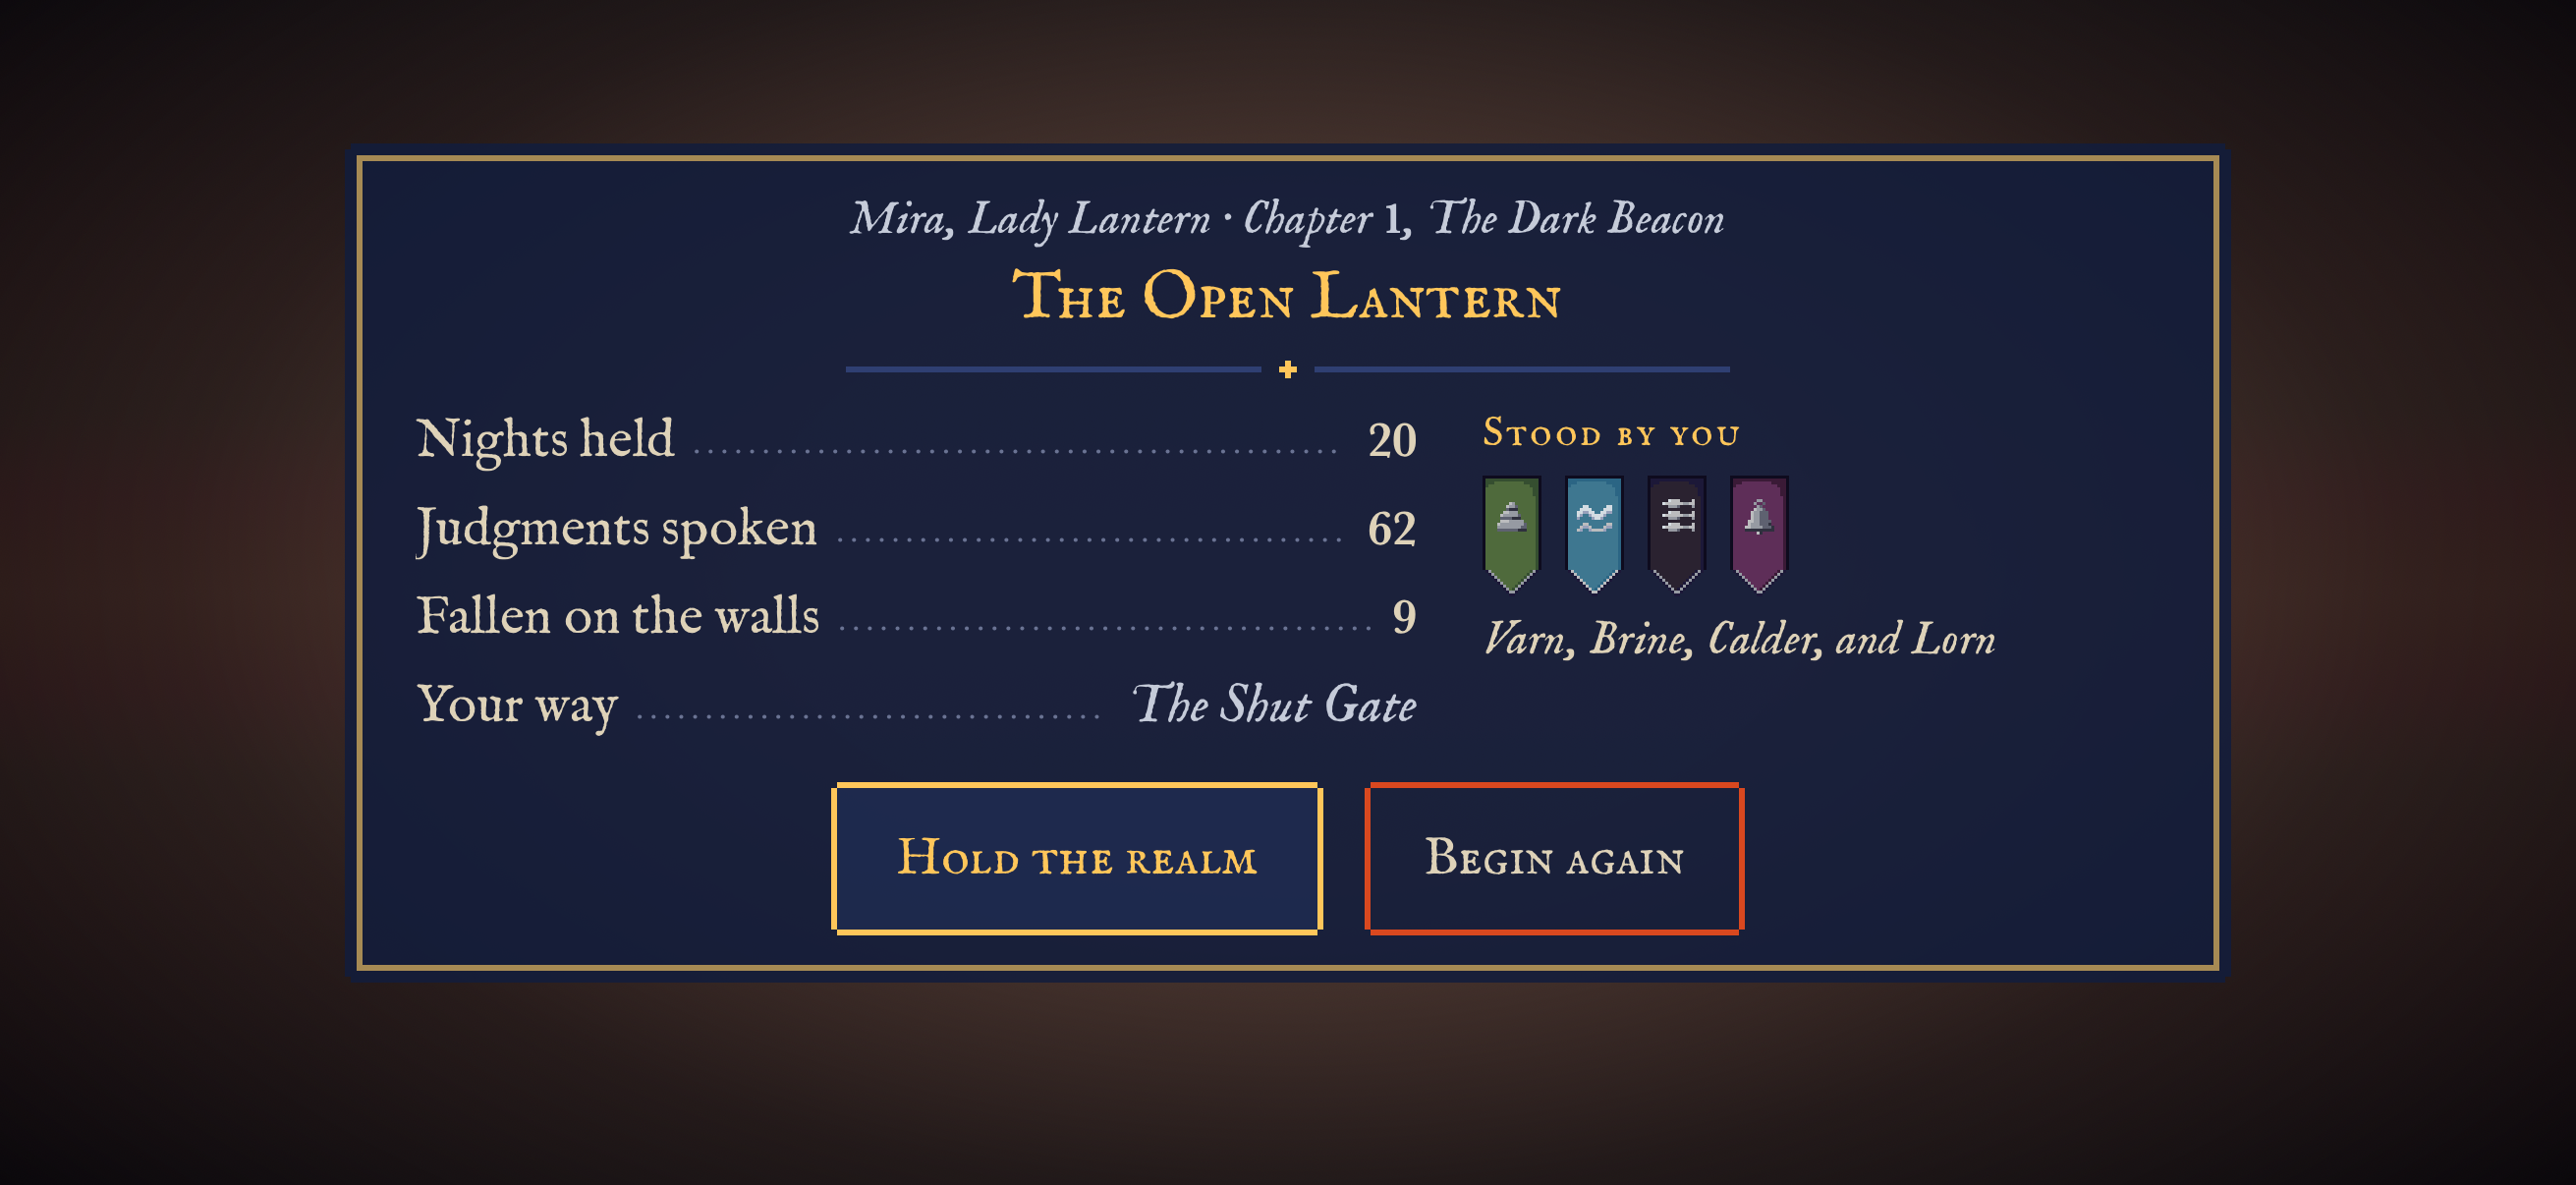 Mira, Lady Lantern · Chapter 1, The Dark Beacon
The Open Lantern
Nights held 20
Judgments spoken 62
Fallen on the walls 9
Your way The Shut Gate
Stood by you
Varn, Brine, Calder, and Lorn
Hold the realm
Begin again